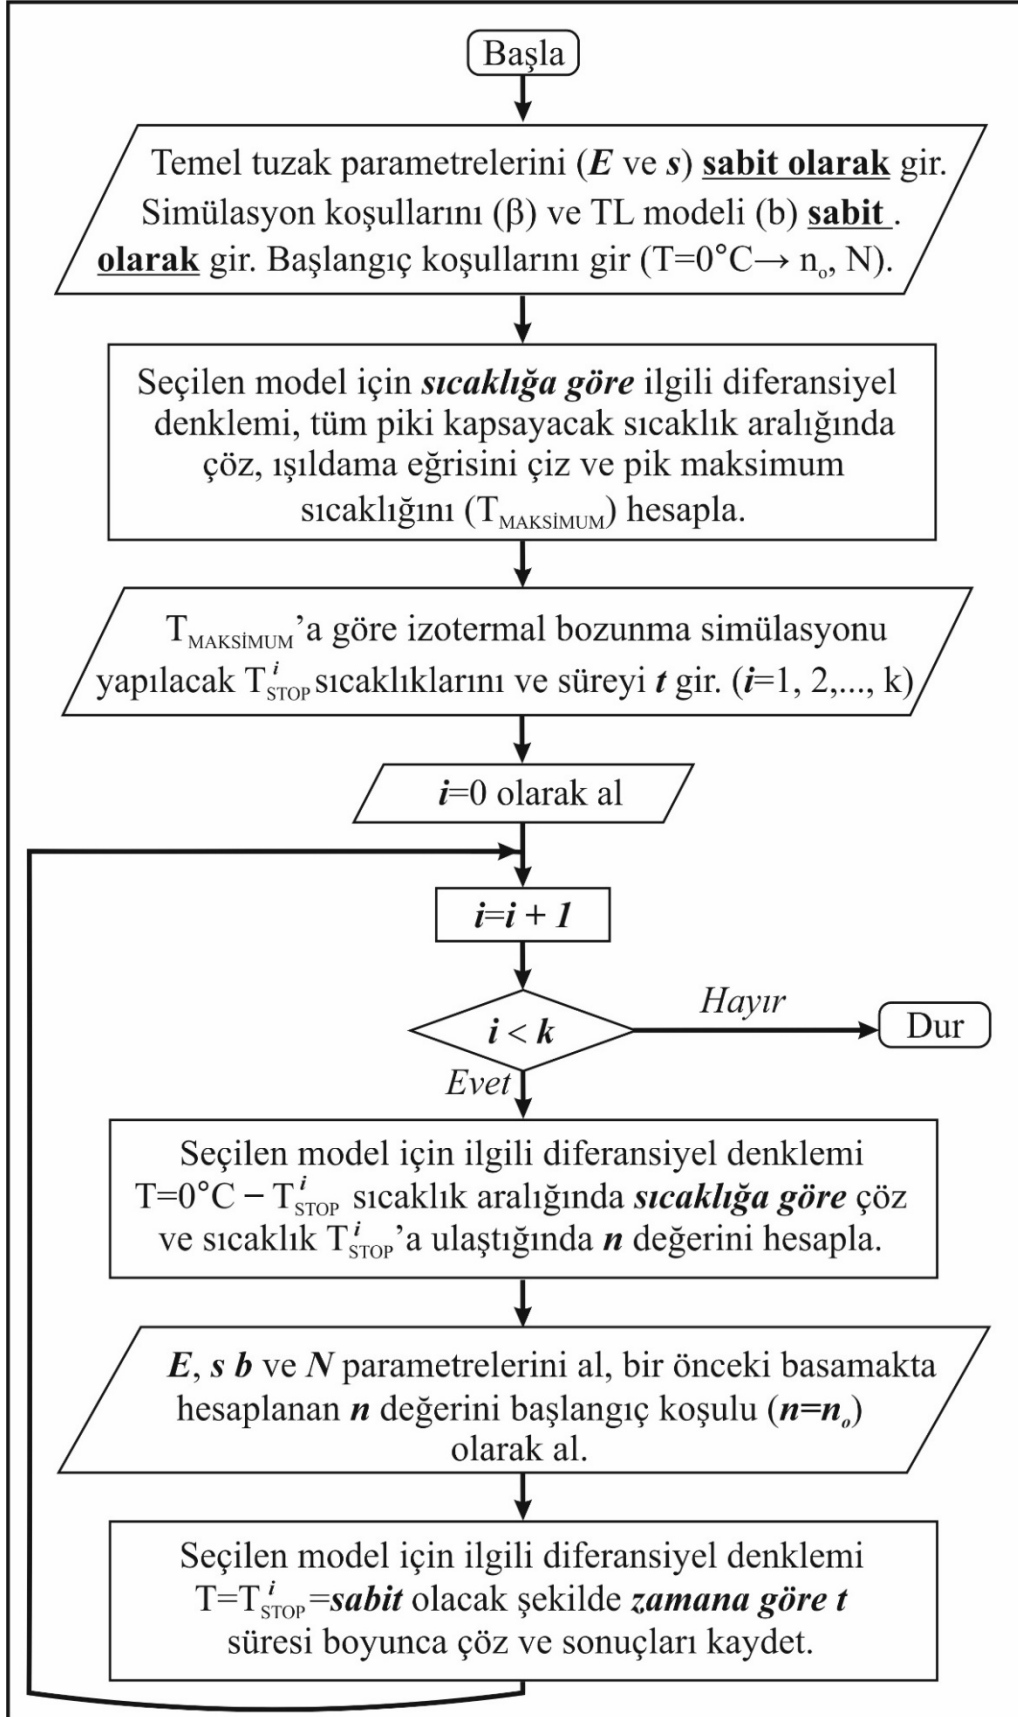 Başla
Temel tuzak parametrelerini (E ve s) sabit olarak gir.
Simülasyon koşullarını (β) ve TL modeli (b) sabit .
olarak gir. Başlangıç koşullarını gir (T=0°C→ nₒ, N).
Seçilen model için sıcaklığa göre ilgili diferansiyel
denklemi, tüm piki kapsayacak sıcaklık aralığında
çöz, ışıldama eğrisini çiz ve pik maksimum
sıcaklığını (T_MAKSİMUM) hesapla.
T_MAKSİMUM’a göre izotermal bozunma simülasyonu
yapılacak T^i_STOP sıcaklıklarını ve süreyi t gir. (i=1, 2,..., k)
i=0 olarak al
i=i + 1
i < k
Hayır
Dur
Evet
Seçilen model için ilgili diferansiyel denklemi
T=0°C – T^i_STOP sıcaklık aralığında sıcaklığa göre çöz
ve sıcaklık T^i_STOP’a ulaştığında n değerini hesapla.
E, s b ve N parametrelerini al, bir önceki basamakta
hesaplanan n değerini başlangıç koşulu (n=nₒ)
olarak al.
Seçilen model için ilgili diferansiyel denklemi
T=T^i_STOP=sabit olacak şekilde zamana göre t
süresi boyunca çöz ve sonuçları kaydet.